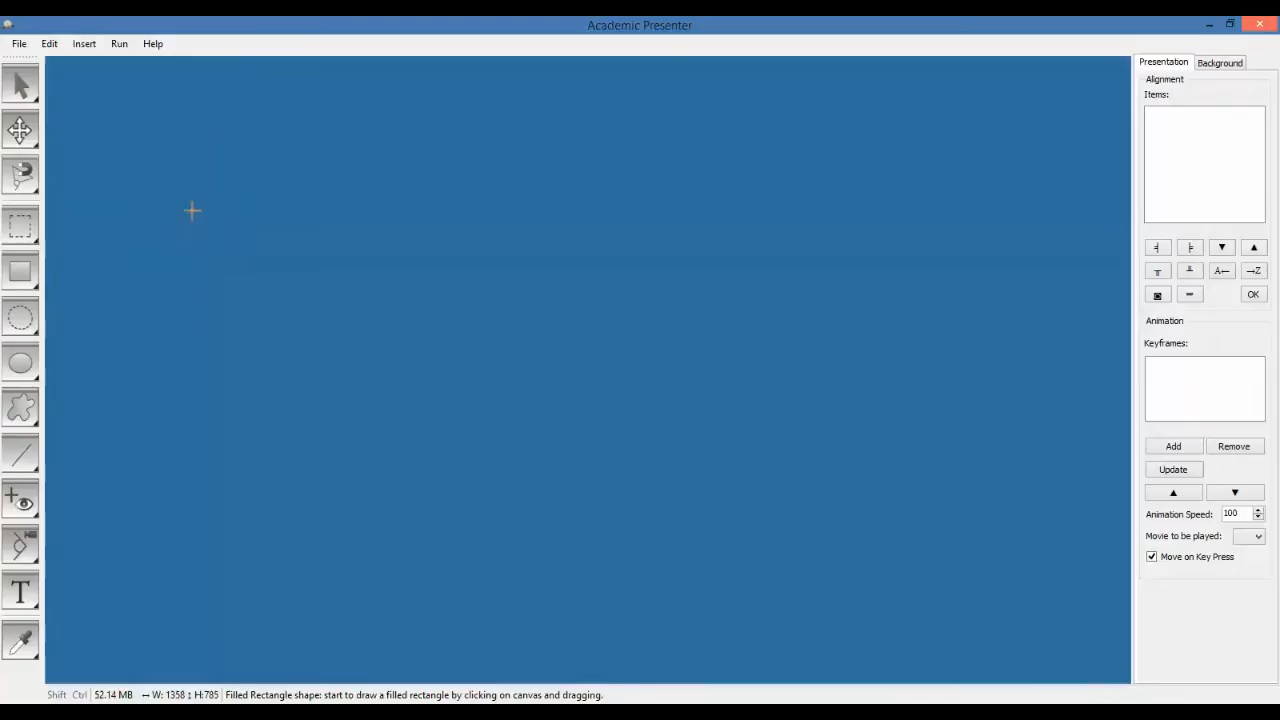 Academic Presenter
File Edit Insert Run Help
Presentation Background
Alignment
Items:
A← →Z
OK
Animation
Keyframes:
Add Remove
Update
Animation Speed: 100
Movie to be played:
Move on Key Press
T
Shift Ctrl 52.14 MB ↔ W: 1358 ↕ H:785 Filled Rectangle shape: start to draw a filled rectangle by clicking on canvas and dragging.